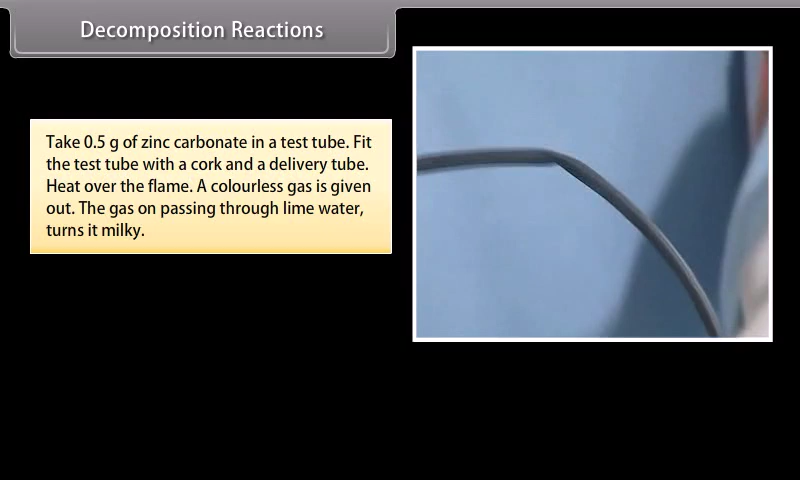 Decomposition Reactions
Take 0.5 g of zinc carbonate in a test tube. Fit
the test tube with a cork and a delivery tube.
Heat over the flame. A colourless gas is given
out. The gas on passing through lime water,
turns it milky.